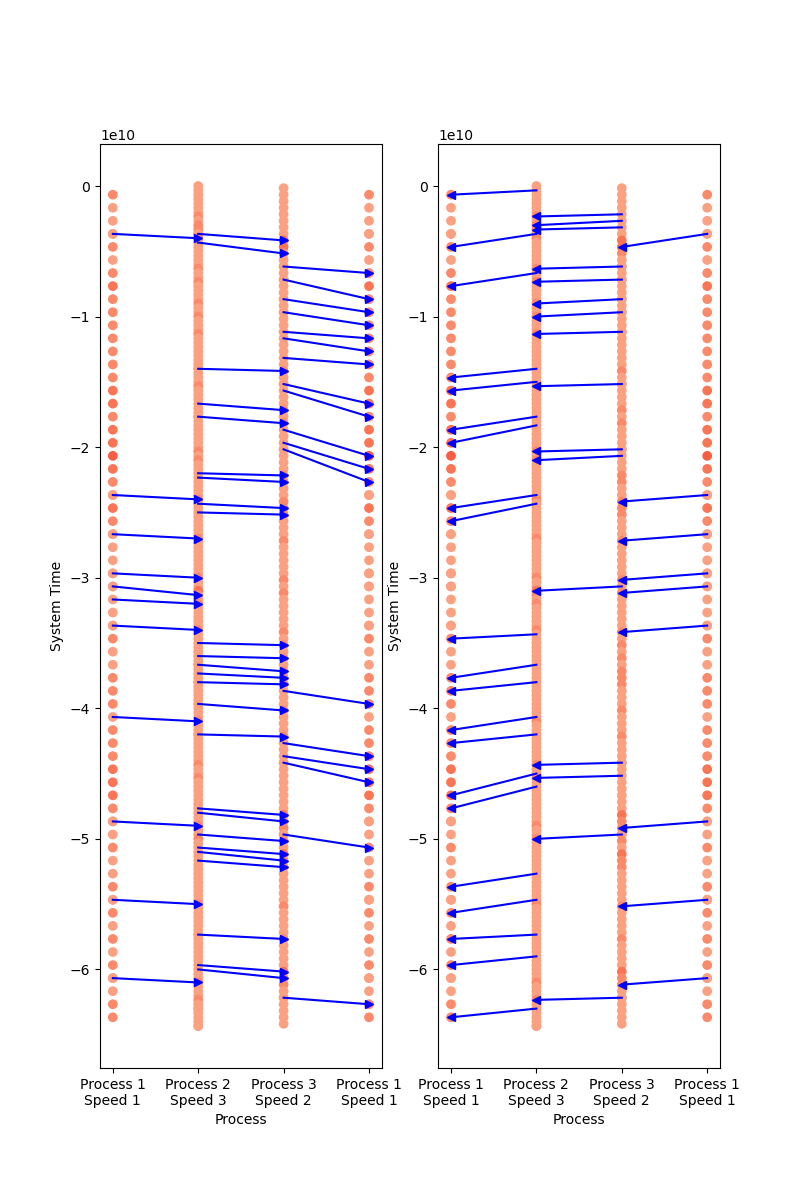 1e10
1e10
0
−1
−2
−3
−4
−5
−6
System Time
Process 1
Speed 1
Process 2
Speed 3
Process 3
Speed 2
Process 1
Speed 1
Process
0
−1
−2
−3
−4
−5
−6
System Time
Process 1
Speed 1
Process 2
Speed 3
Process 3
Speed 2
Process 1
Speed 1
Process